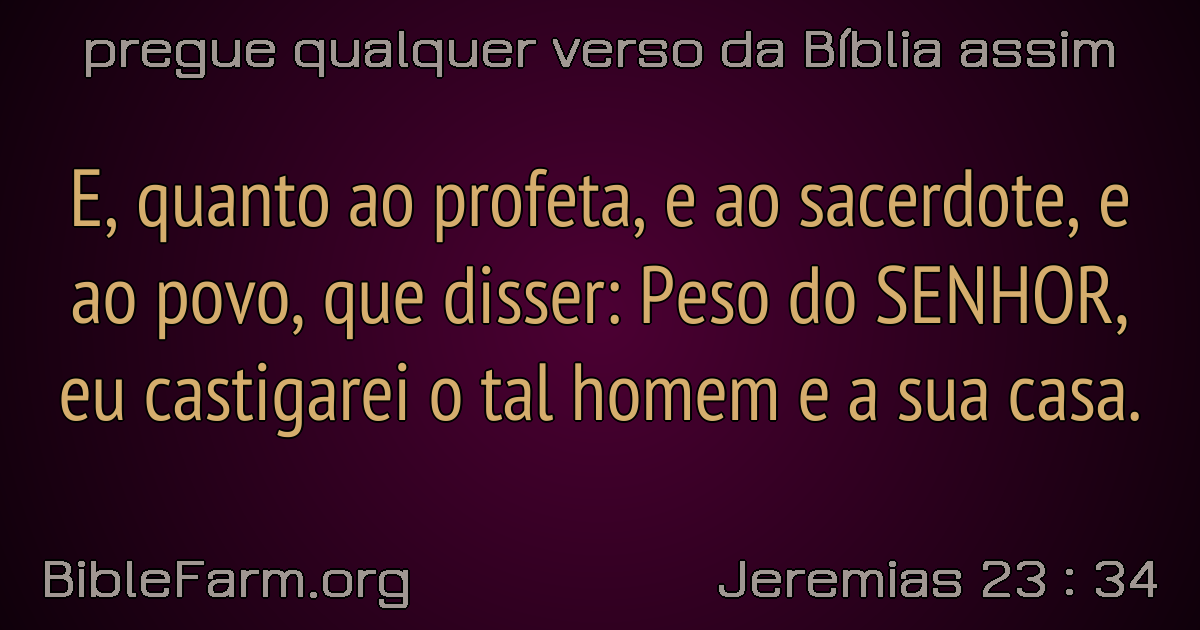 pregue qualquer verso da Bíblia assim
E, quanto ao profeta, e ao sacerdote, e
ao povo, que disser: Peso do SENHOR,
eu castigarei o tal homem e a sua casa.
BibleFarm.org
Jeremias 23 : 34